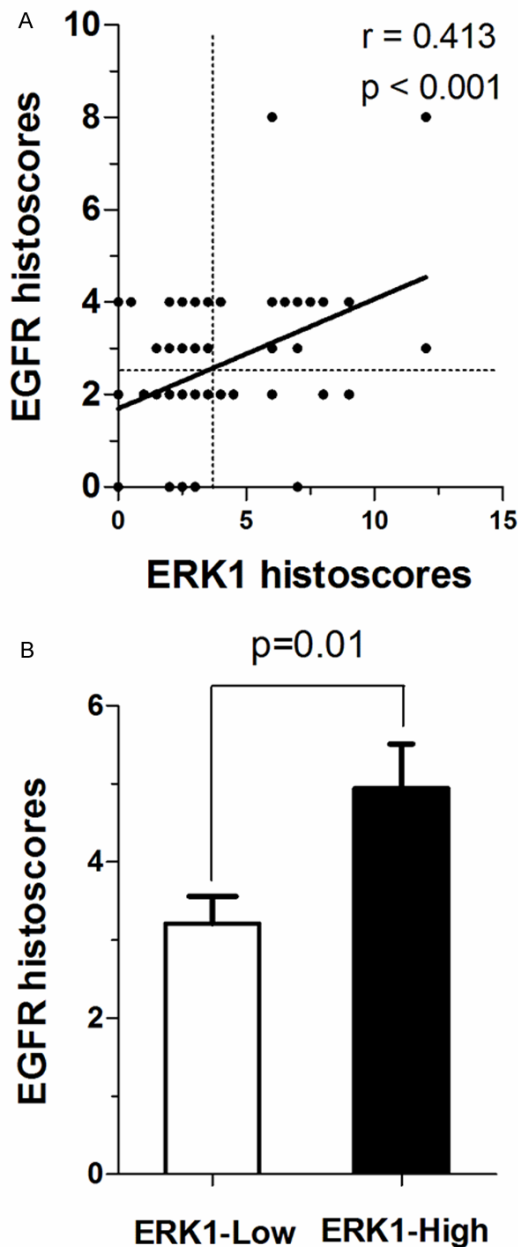 A
r = 0.413
p < 0.001
EGFR histoscores
10
8
6
4
2
0
0 5 10 15
ERK1 histoscores
B
p=0.01
EGFR histoscores
6
4
2
0
ERK1-Low ERK1-High